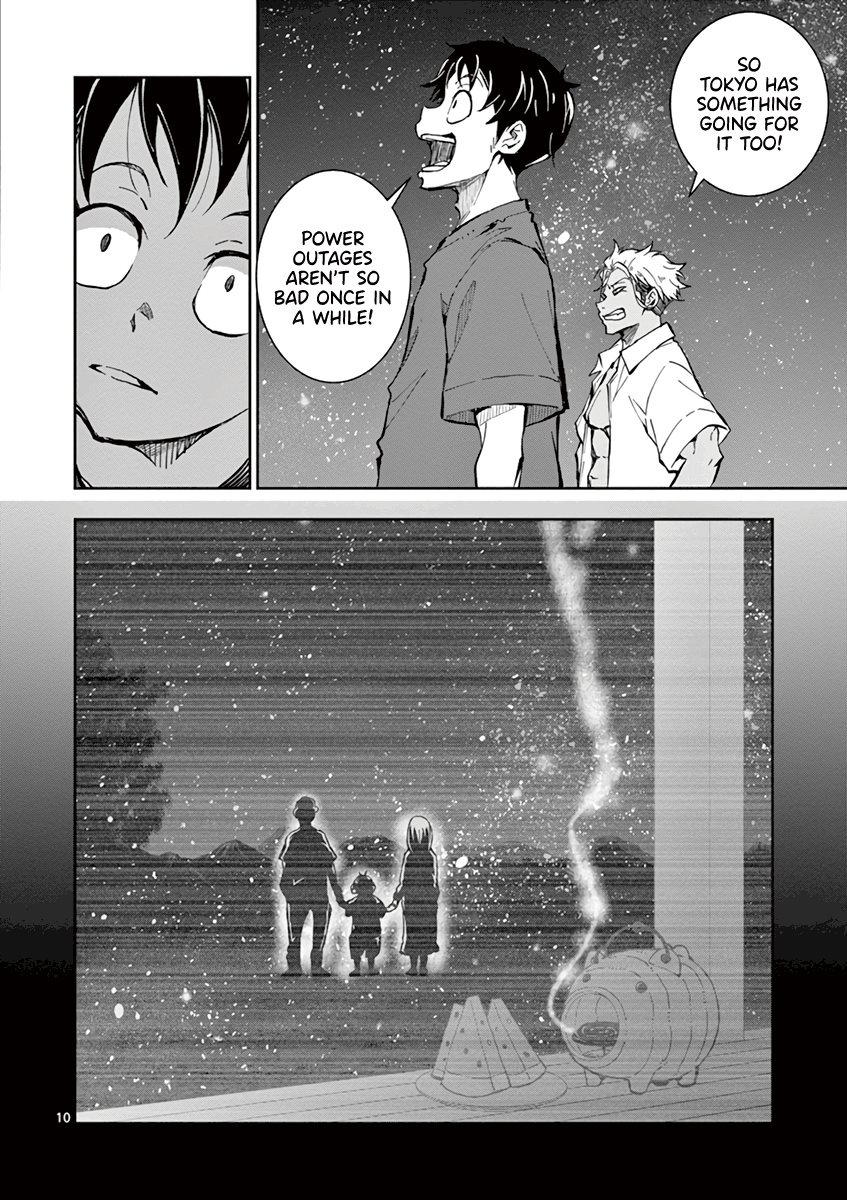 SO
TOKYO HAS
SOMETHING
GOING FOR
IT TOO!
POWER
OUTAGES
AREN'T SO
BAD ONCE IN
A WHILE!
10